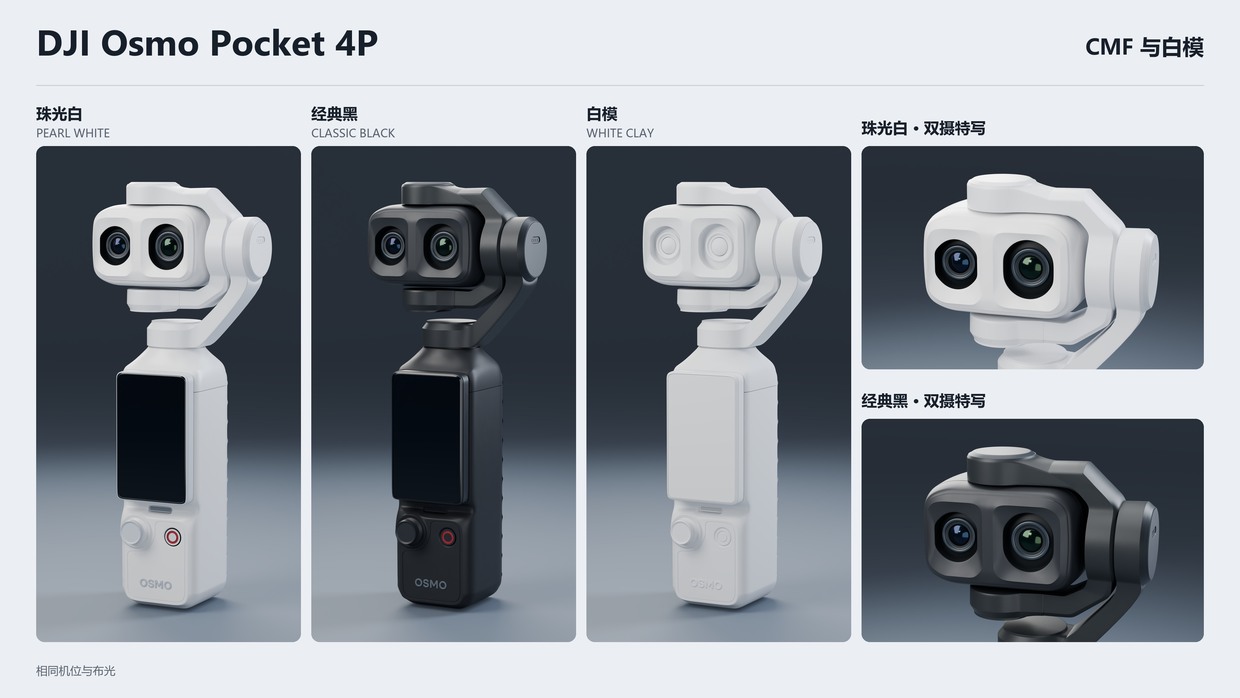 DJI Osmo Pocket 4P
CMF 与白模
珠光白
PEARL WHITE
经典黑
CLASSIC BLACK
白模
WHITE CLAY
珠光白·双摄特写
OSMO
OSMO
OSMO
经典黑·双摄特写
相同机位与布光